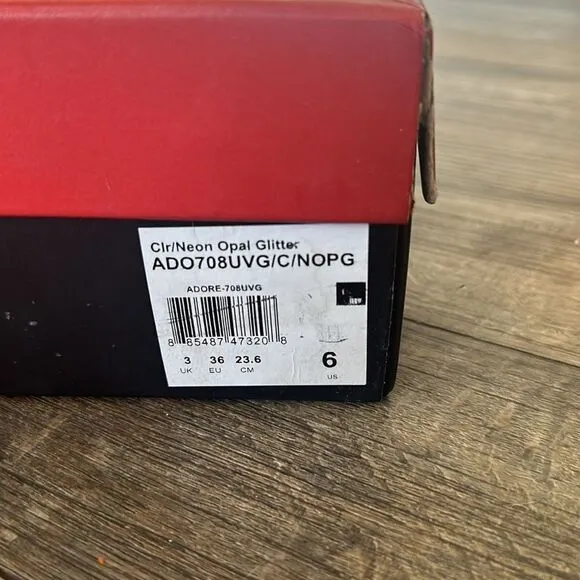 Clr/Neon Opal Glitter
ADO708UVG/C/NOPG
ADORE-708UVG
8 85487 47320 8
3 36 23.6 6
UK EU CM US